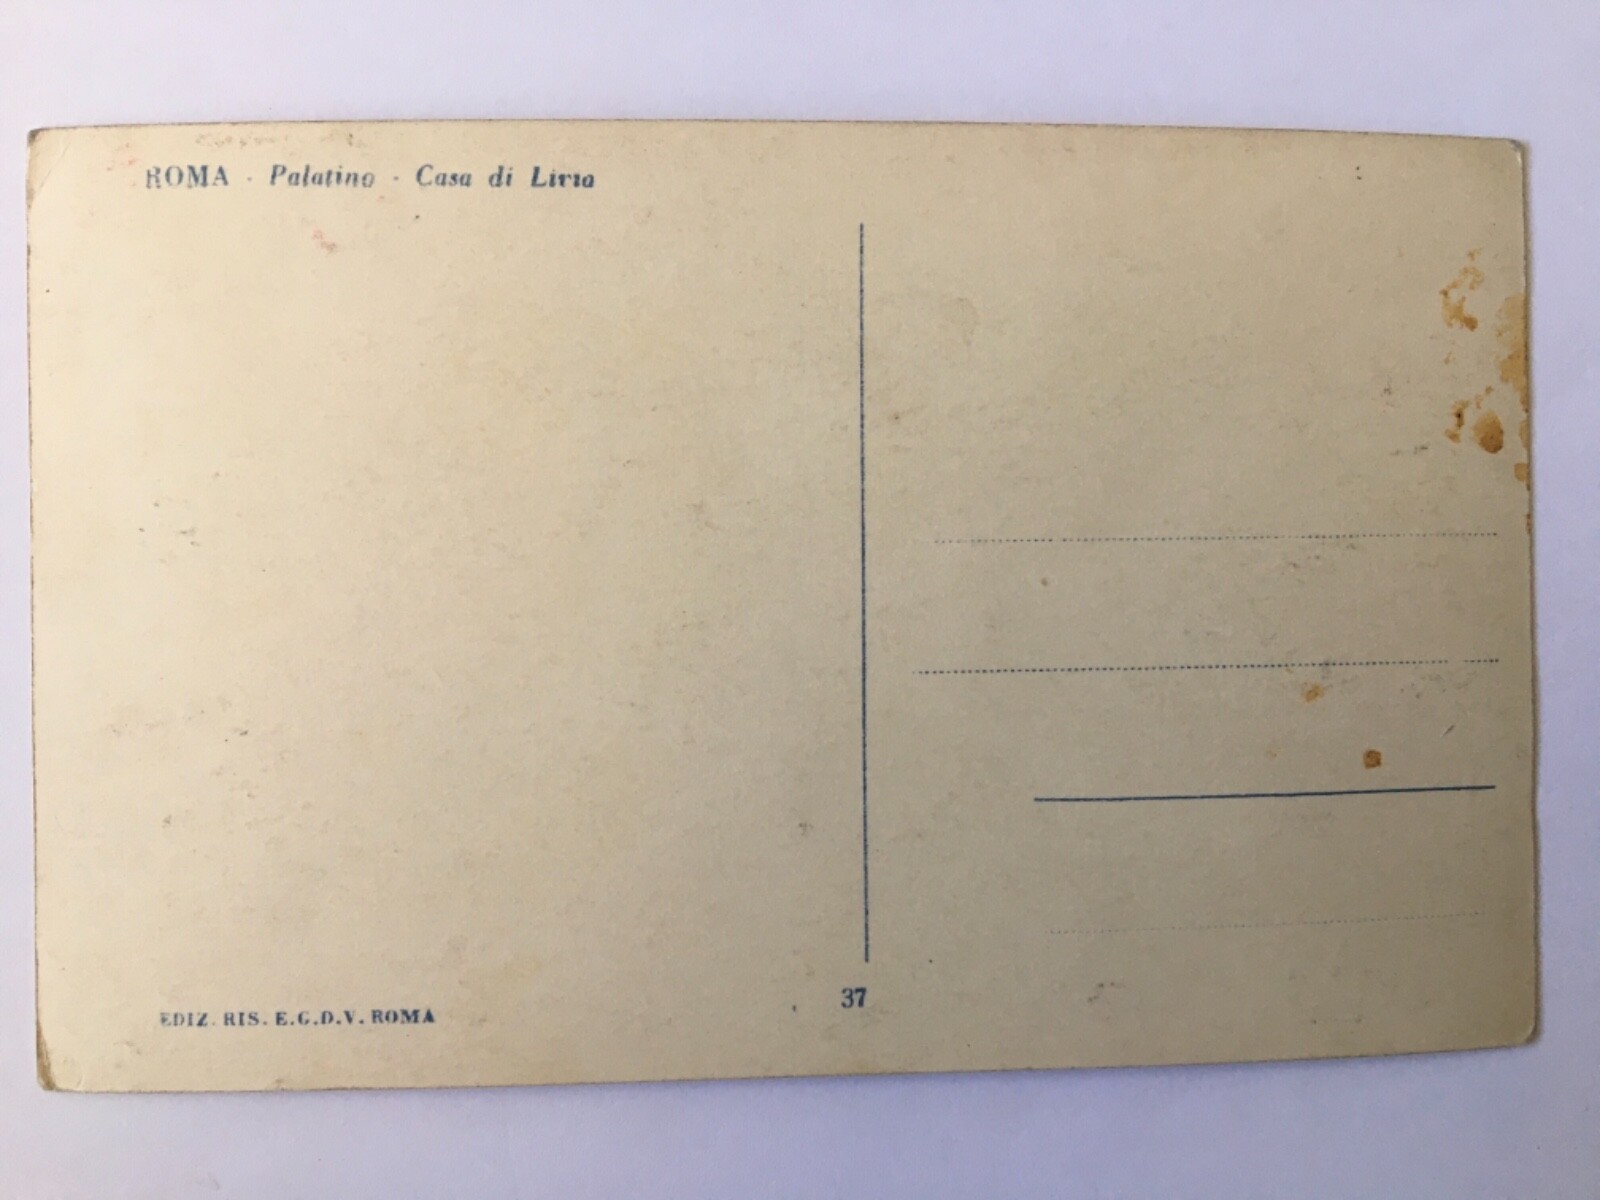 ROMA - Palatino - Casa di Livia
37
EDIZ. RIS. E.G.D.V. ROMA